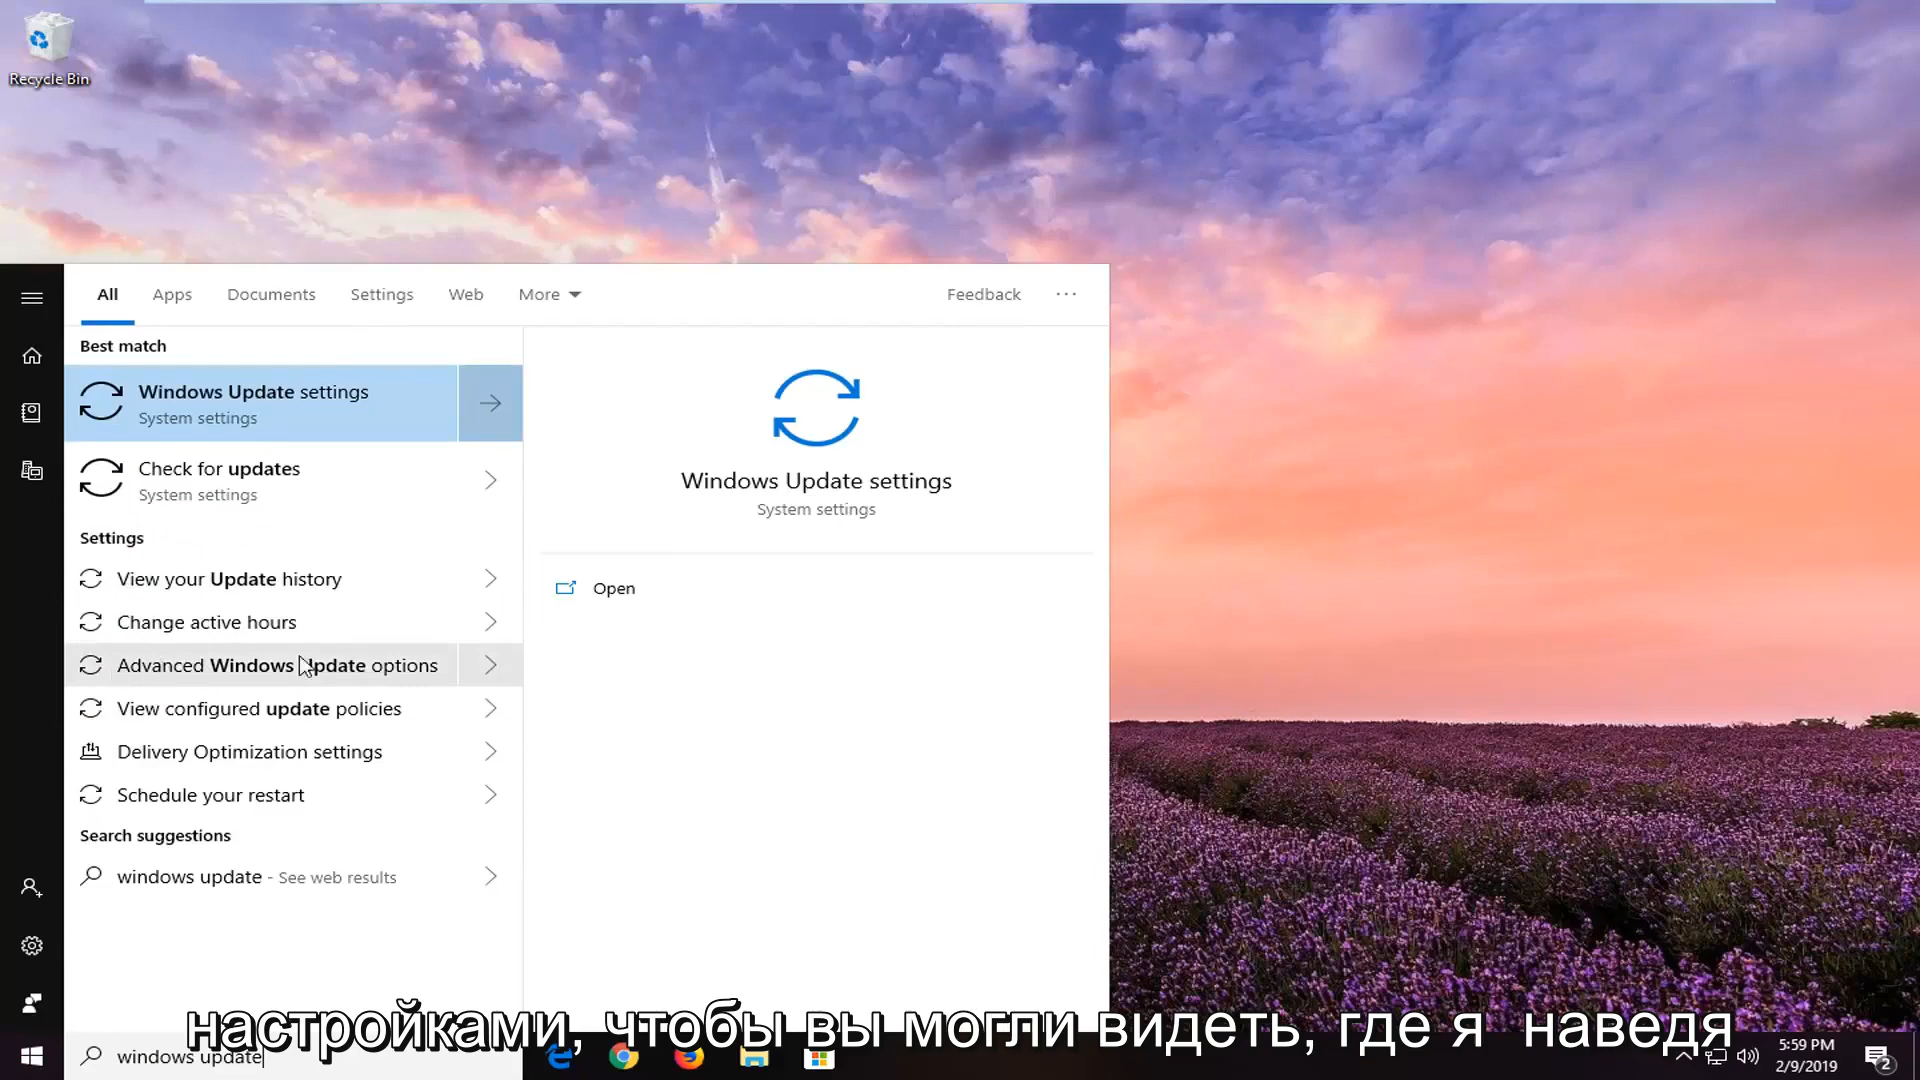 Recycle Bin
All Apps Documents Settings Web More Feedback ···
Best match
Windows Update settings
System settings
Check for updates
System settings
Settings
View your Update history
Change active hours
Advanced Windows Update options
View configured update policies
Delivery Optimization settings
Schedule your restart
Search suggestions
windows update - See web results
Windows Update settings
System settings
Open
настройками, чтобы вы могли видеть, где я наведя
windows update
5:59 PM
2/9/2019
2